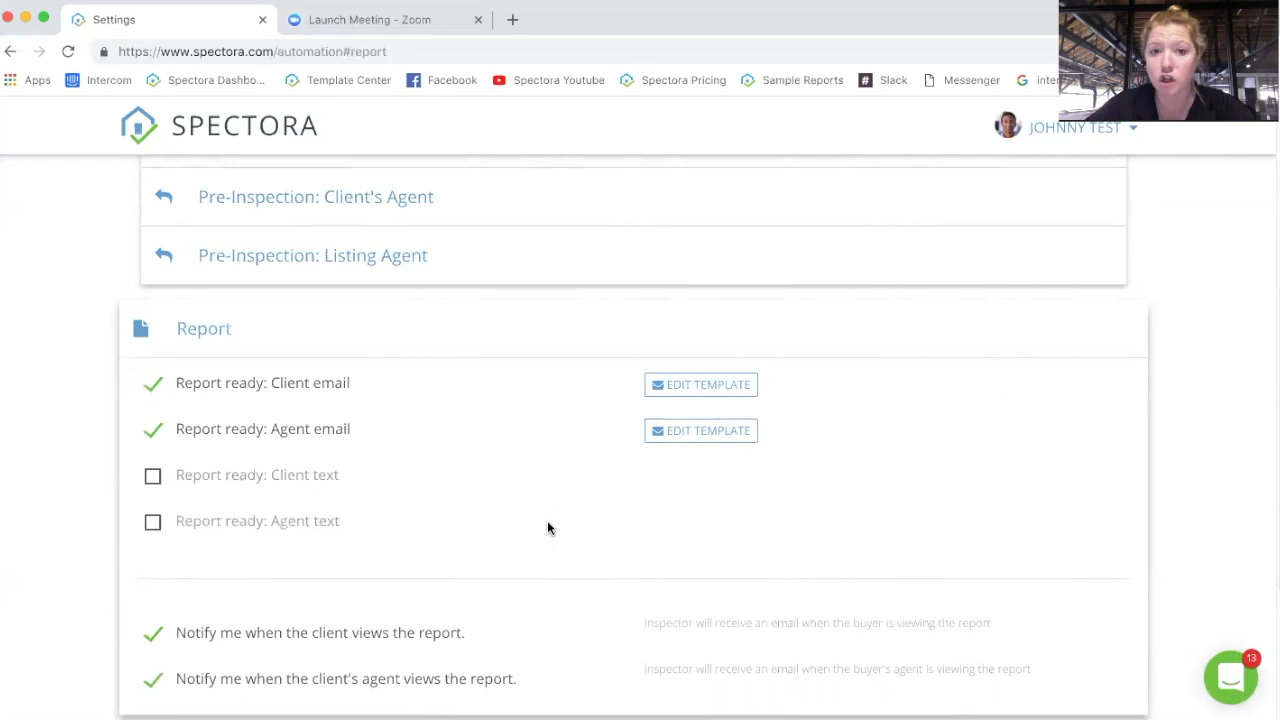 Settings
Launch Meeting - Zoom
https://www.spectora.com/automation#report
Apps
Intercom
Spectora Dashbo...
Template Center
Facebook
Spectora Youtube
Spectora Pricing
Sample Reports
Slack
Messenger
inte
SPECTORA
JOHNNY TEST
Pre-Inspection: Client's Agent
Pre-Inspection: Listing Agent
Report
Report ready: Client email
EDIT TEMPLATE
Report ready: Agent email
EDIT TEMPLATE
Report ready: Client text
Report ready: Agent text
Notify me when the client views the report.
Inspector will receive an email when the buyer is viewing the report
Notify me when the client's agent views the report.
Inspector will receive an email when the buyer's agent is viewing the report
13